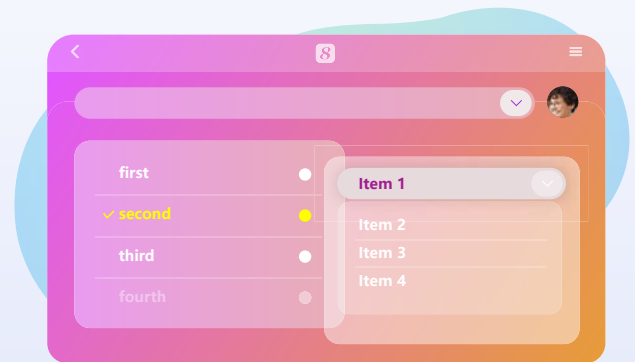 8
first
second
third
fourth
Item 1
Item 2
Item 3
Item 4